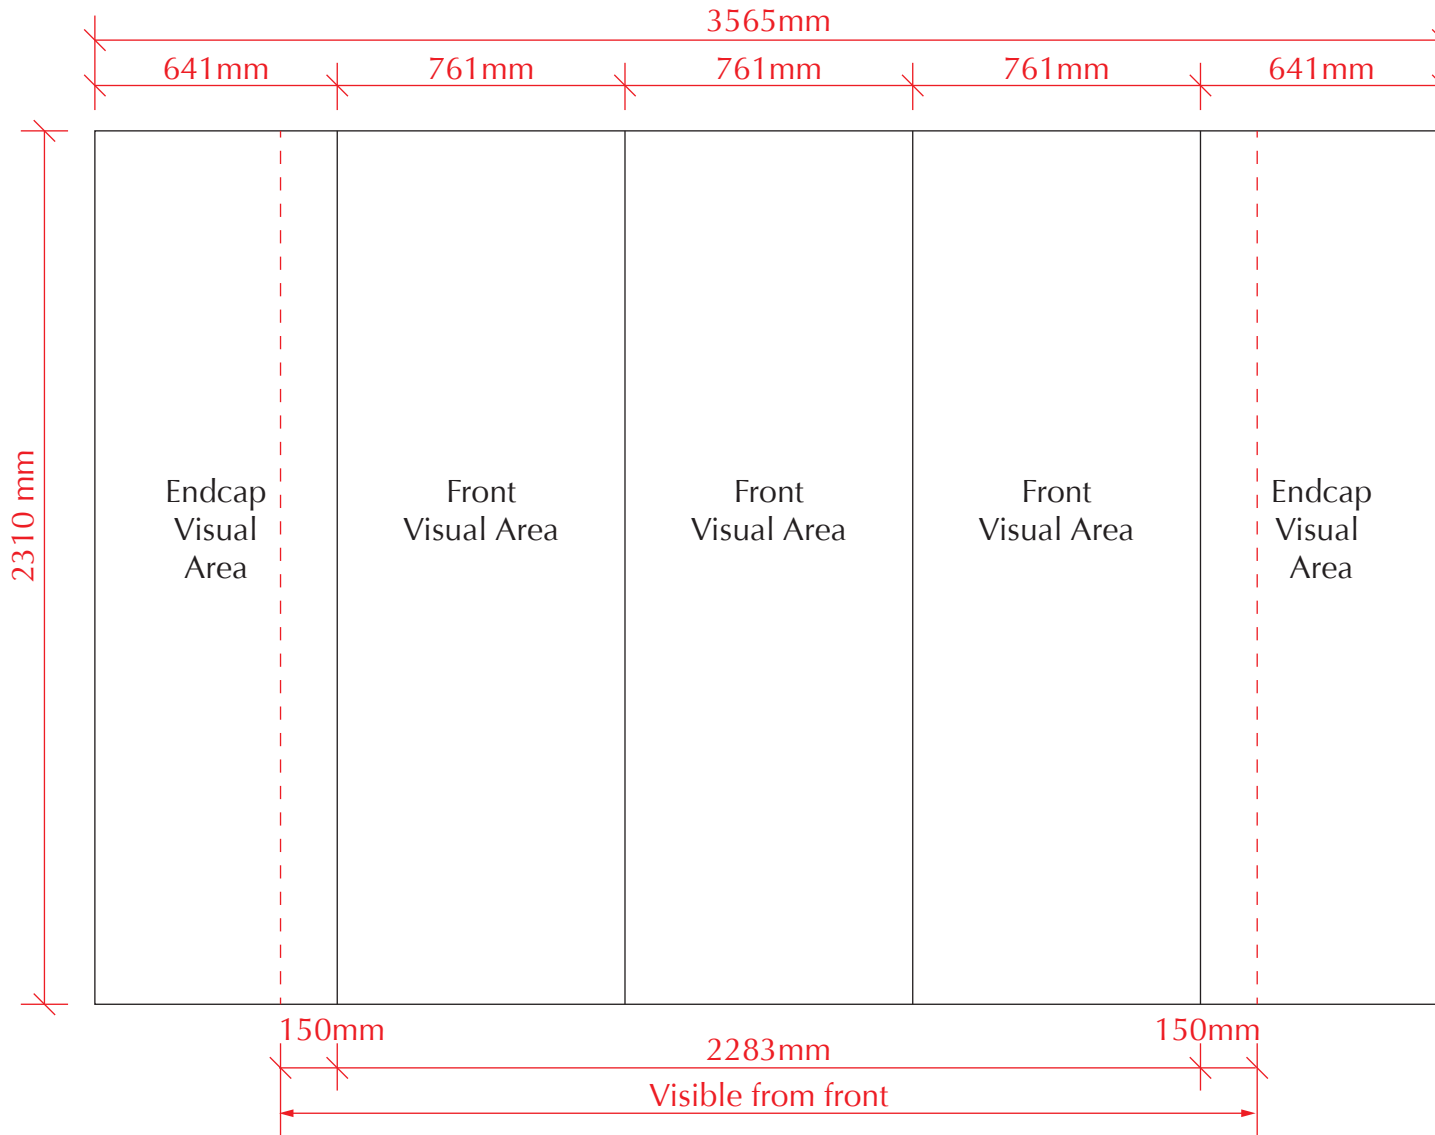 3565mm
641mm
761mm
761mm
761mm
641mm
2310 mm
Endcap
Visual
Area
Front
Visual Area
Front
Visual Area
Front
Visual Area
Endcap
Visual
Area
150mm
2283mm
150mm
Visible from front